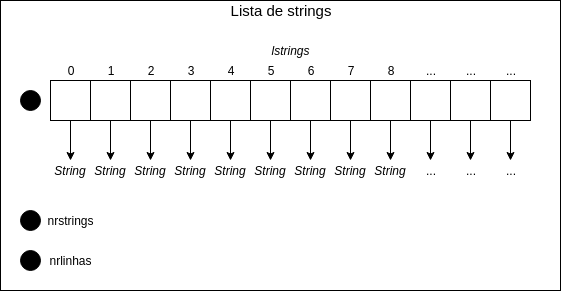 Lista de strings
lstrings
0 1 2 3 4 5 6 7 8 ... ... ...
String String String String String String String String String ... ... ...
nrstrings
nrlinhas